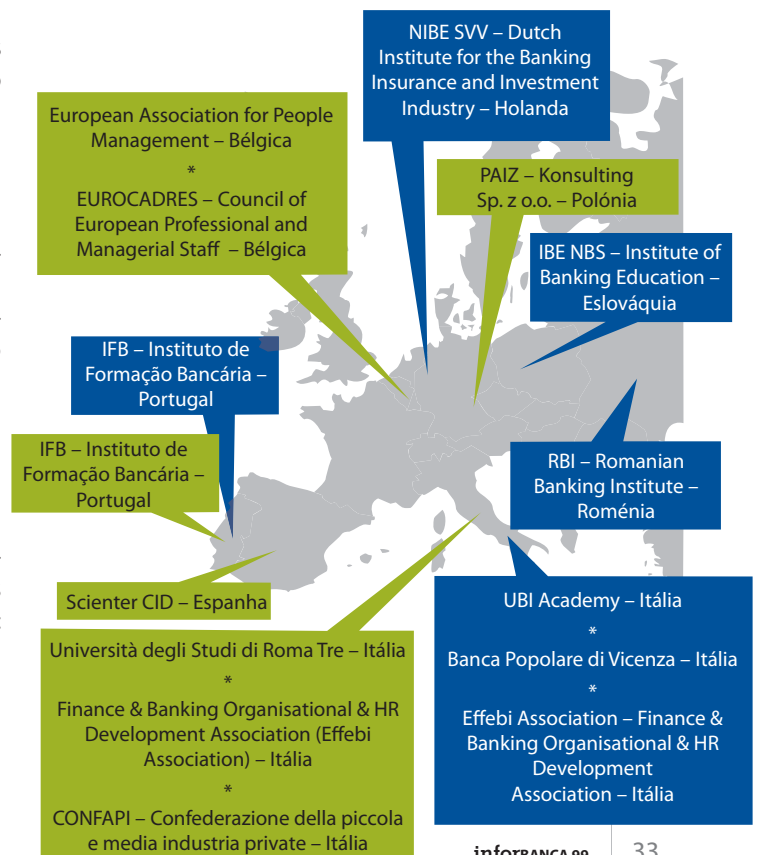 NIBE SVV – Dutch
Institute for the Banking
Insurance and Investment
Industry – Holanda
European Association for People
Management – Bélgica
*
EUROCADRES – Council of
European Professional and
Managerial Staff – Bélgica
PAIZ – Konsulting
Sp. z o.o. – Polónia
IBE NBS – Institute of
Banking Education –
Eslováquia
IFB – Instituto de
Formação Bancária –
Portugal
IFB – Instituto de
Formação Bancária –
Portugal
RBI – Romanian
Banking Institute –
Roménia
Scienter CID – Espanha
Università degli Studi di Roma Tre – Itália
*
Finance & Banking Organisational & HR
Development Association (Effebi
Association) – Itália
*
CONFAPI – Confederazione della piccola
e media industria private – Itália
UBI Academy – Itália
*
Banca Popolare di Vicenza – Itália
*
Effebi Association – Finance &
Banking Organisational & HR
Development
Association – Itália
inforBANCA 99
33